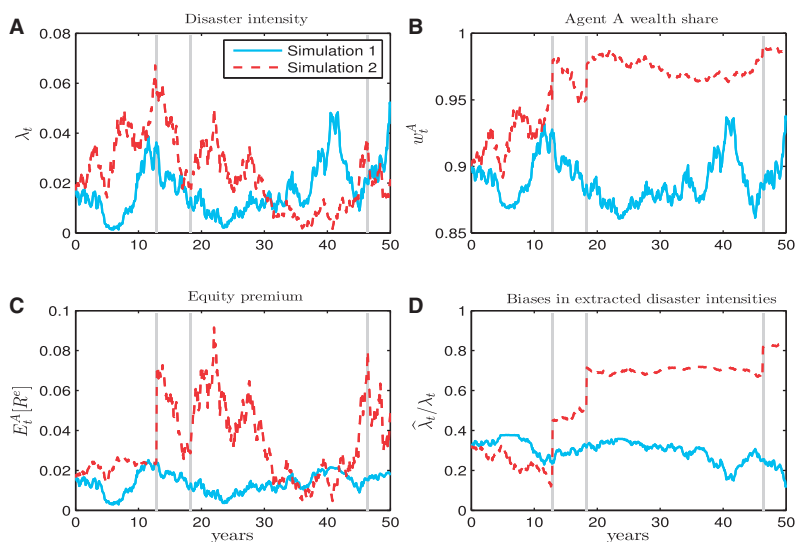 A
Disaster intensity
0.08
0.06
0.04
0.02
0
λt
0 10 20 30 40 50
Simulation 1
Simulation 2
B
Agent A wealth share
1
0.95
0.9
0.85
w_t^A
0 10 20 30 40 50
C
Equity premium
0.1
0.08
0.06
0.04
0.02
0
E_t^A[R^e]
0 10 20 30 40 50
years
D
Biases in extracted disaster intensities
1
0.8
0.6
0.4
0.2
0
λ̂t/λt
0 10 20 30 40 50
years